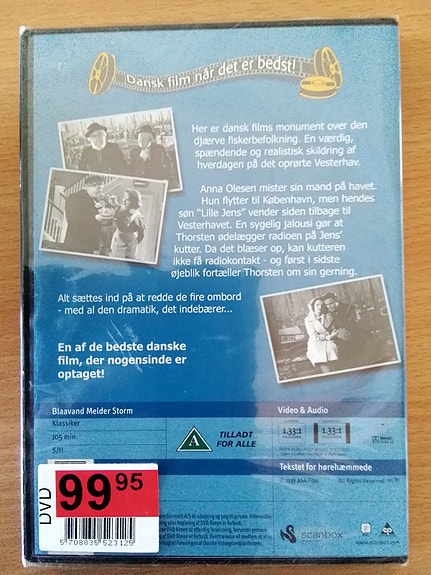 Dansk film når det er bedst!
Her er dansk films monument over den
djærve fiskerbefolkning. En værdig,
spændende og realistisk skildring af
hverdagen på det oprørte Vesterhav.
Anna Olesen mister sin mand på havet.
Hun flytter til København, men hendes
søn "Lille Jens" vender siden tilbage til
Vesterhavet. En sygelig jalousi gør at
Thorsten ødelægger radioen på Jens'
kutter. Da det blæser op, kan kutteren
ikke få radiokontakt - og først i sidste
øjeblik fortæller Thorsten om sin gerning.
Alt sættes ind på at redde de fire ombord
- med al den dramatik, det indebærer...
En af de bedste danske
film, der nogensinde er
optaget!
Blaavand Melder Storm
Klassiker
105 min.
S/H
A
TILLADT
FOR ALLE
Video & Audio
1.33:1
1.33:1
Tekstet for hørehæmmede
All Rights Reserved
scanbox
DVD
99 95
5 708835 523125